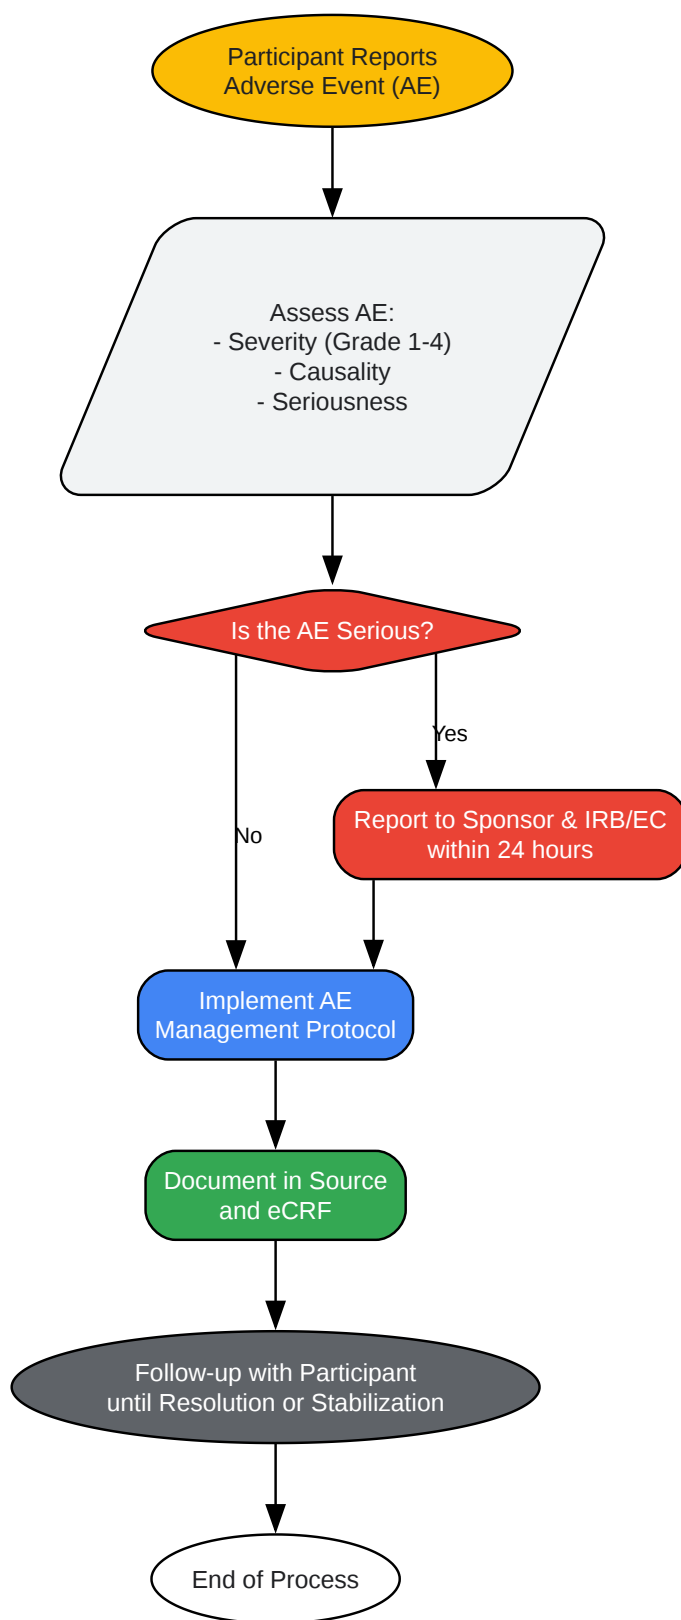 Participant Reports
Adverse Event (AE)
Assess AE:
- Severity (Grade 1-4)
- Causality
- Seriousness
Is the AE Serious?
Yes
Report to Sponsor & IRB/EC
within 24 hours
No
Implement AE
Management Protocol
Document in Source
and eCRF
Follow-up with Participant
until Resolution or Stabilization
End of Process